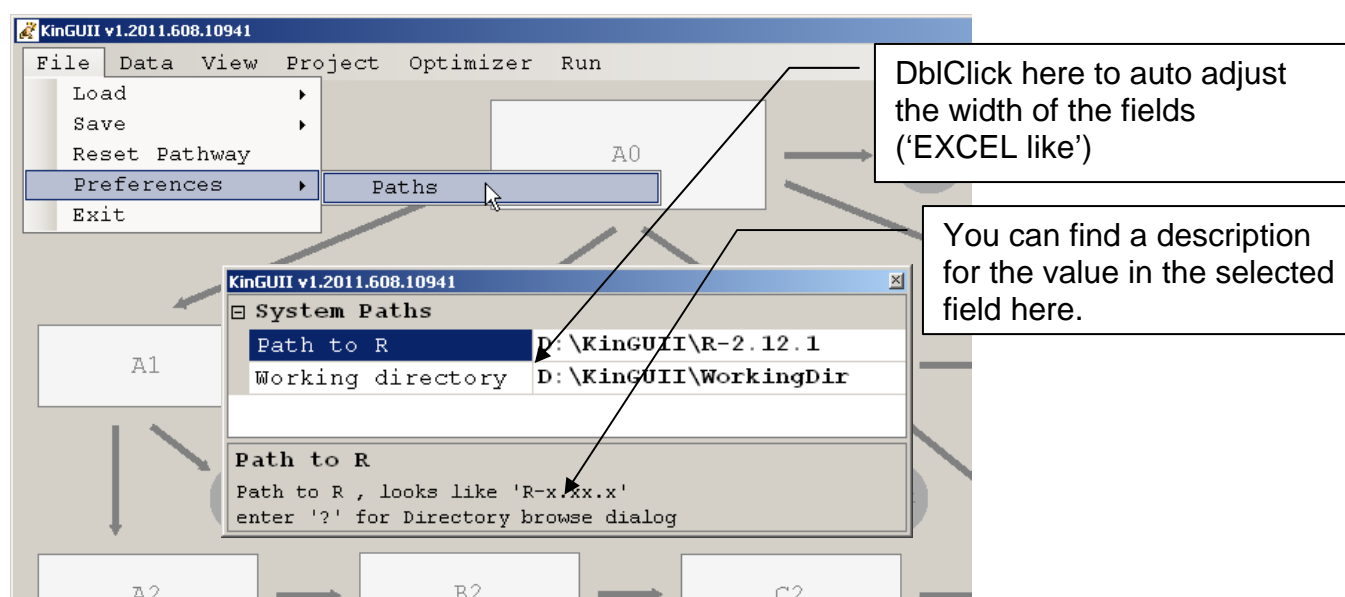 KinGUII v1.2011.608.10941
File Data View Project Optimizer Run
Load
Save
Reset Pathway
Preferences
Paths
Exit
A0
DblClick here to auto adjust
the width of the fields
(‘EXCEL like’)
You can find a description
for the value in the selected
field here.
KinGUII v1.2011.608.10941
System Paths
Path to R D:\KinGUII\R-2.12.1
Working directory D:\KinGUII\WorkingDir
Path to R
Path to R , looks like 'R-x.xx.x'
enter '?' for Directory browse dialog
A1
A2 B2 C2